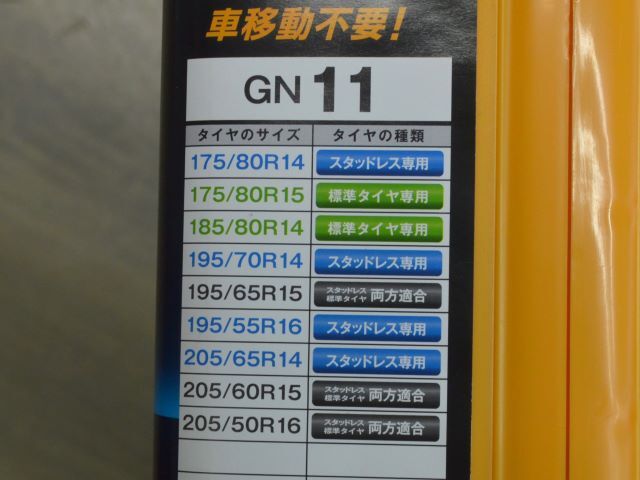 車移動不要!
GN 11
タイヤのサイズ タイヤの種類
175/80R14 スタッドレス専用
175/80R15 標準タイヤ専用
185/80R14 標準タイヤ専用
195/70R14 スタッドレス専用
195/65R15 スタッドレス 標準タイヤ 両方適合
195/55R16 スタッドレス専用
205/65R14 スタッドレス専用
205/60R15 スタッドレス 標準タイヤ 両方適合
205/50R16 スタッドレス 標準タイヤ 両方適合